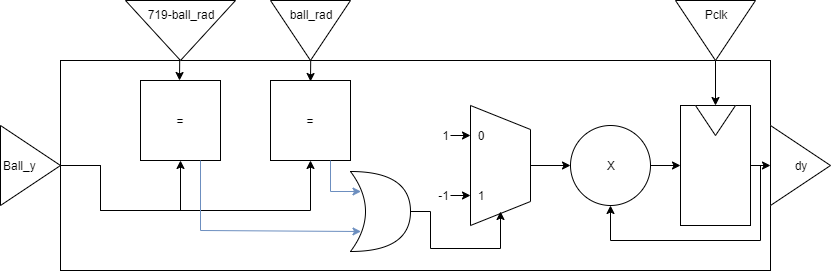 719-ball_rad
ball_rad
Pclk
=
=
1
0
Ball_y
X
dy
-1
1